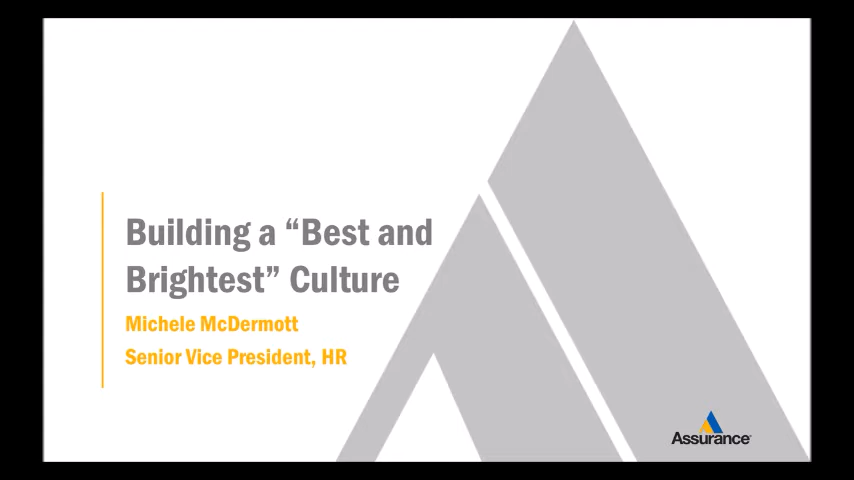 Building a “Best and
Brightest” Culture
Michele McDermott
Senior Vice President, HR
Assurance